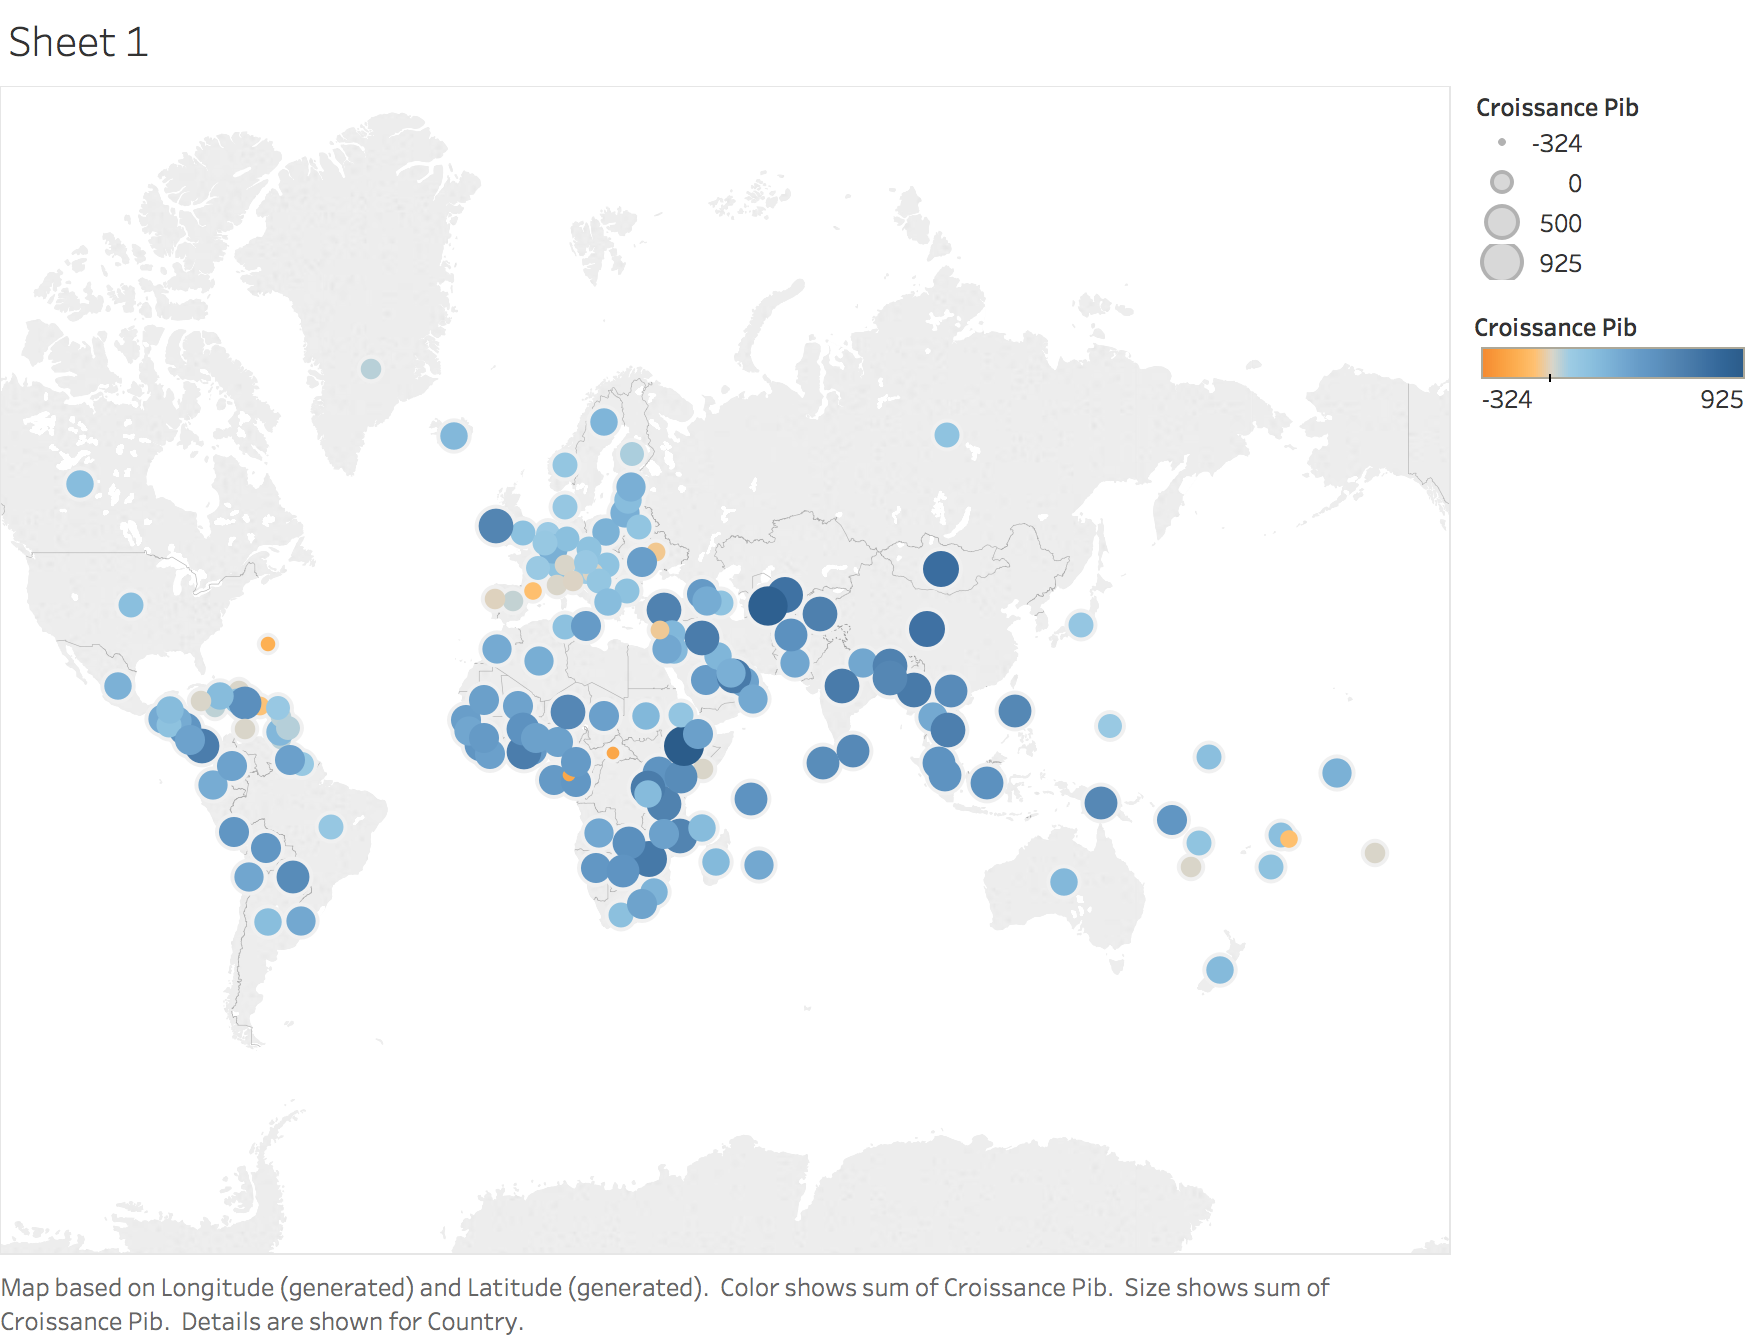 Sheet 1
Croissance Pib
-324
0
500
925
Croissance Pib
-324 925
Map based on Longitude (generated) and Latitude (generated).  Color shows sum of Croissance Pib.  Size shows sum of
Croissance Pib.  Details are shown for Country.